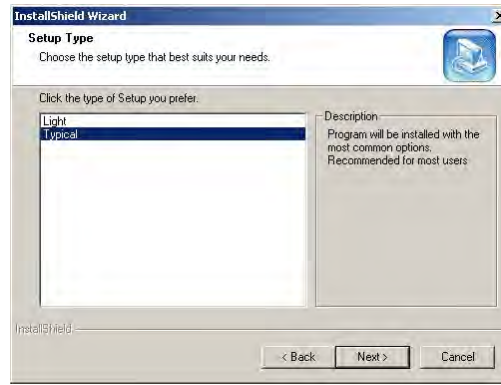 InstallShield Wizard
Setup Type
Choose the setup type that best suits your needs.
Click the type of Setup you prefer.
Light
Typical
Description
Program will be installed with the
most common options.
Recommended for most users
InstallShield
< Back
Next >
Cancel